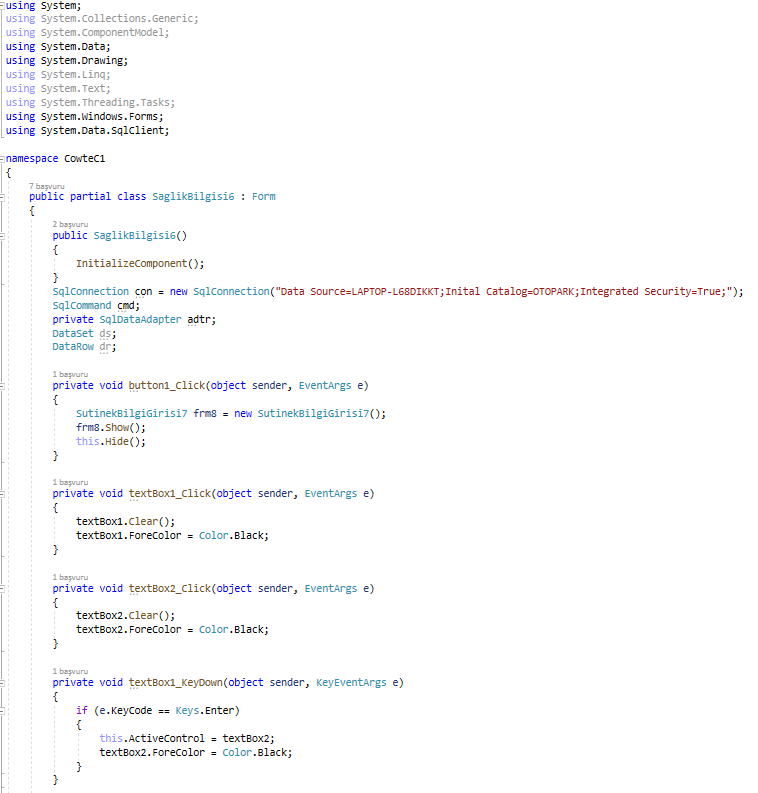 using System;
using System.Collections.Generic;
using System.ComponentModel;
using System.Data;
using System.Drawing;
using System.Linq;
using System.Text;
using System.Threading.Tasks;
using System.Windows.Forms;
using System.Data.SqlClient;
namespace CowteC1
{
7 başvuru
public partial class SaglikBilgisi6 : Form
{
2 başvuru
public SaglikBilgisi6()
{
InitializeComponent();
}
SqlConnection con = new SqlConnection("Data Source=LAPTOP-L68DIKKT;Inital Catalog=OTOPARK;Integrated Security=True;");
SqlCommand cmd;
private SqlDataAdapter adtr;
DataSet ds;
DataRow dr;
1 başvuru
private void button1_Click(object sender, EventArgs e)
{
SutinekBilgiGirisi7 frm8 = new SutinekBilgiGirisi7();
frm8.Show();
this.Hide();
}
1 başvuru
private void textBox1_Click(object sender, EventArgs e)
{
textBox1.Clear();
textBox1.ForeColor = Color.Black;
}
1 başvuru
private void textBox2_Click(object sender, EventArgs e)
{
textBox2.Clear();
textBox2.ForeColor = Color.Black;
}
1 başvuru
private void textBox1_KeyDown(object sender, KeyEventArgs e)
{
if (e.KeyCode == Keys.Enter)
{
this.ActiveControl = textBox2;
textBox2.ForeColor = Color.Black;
}
}